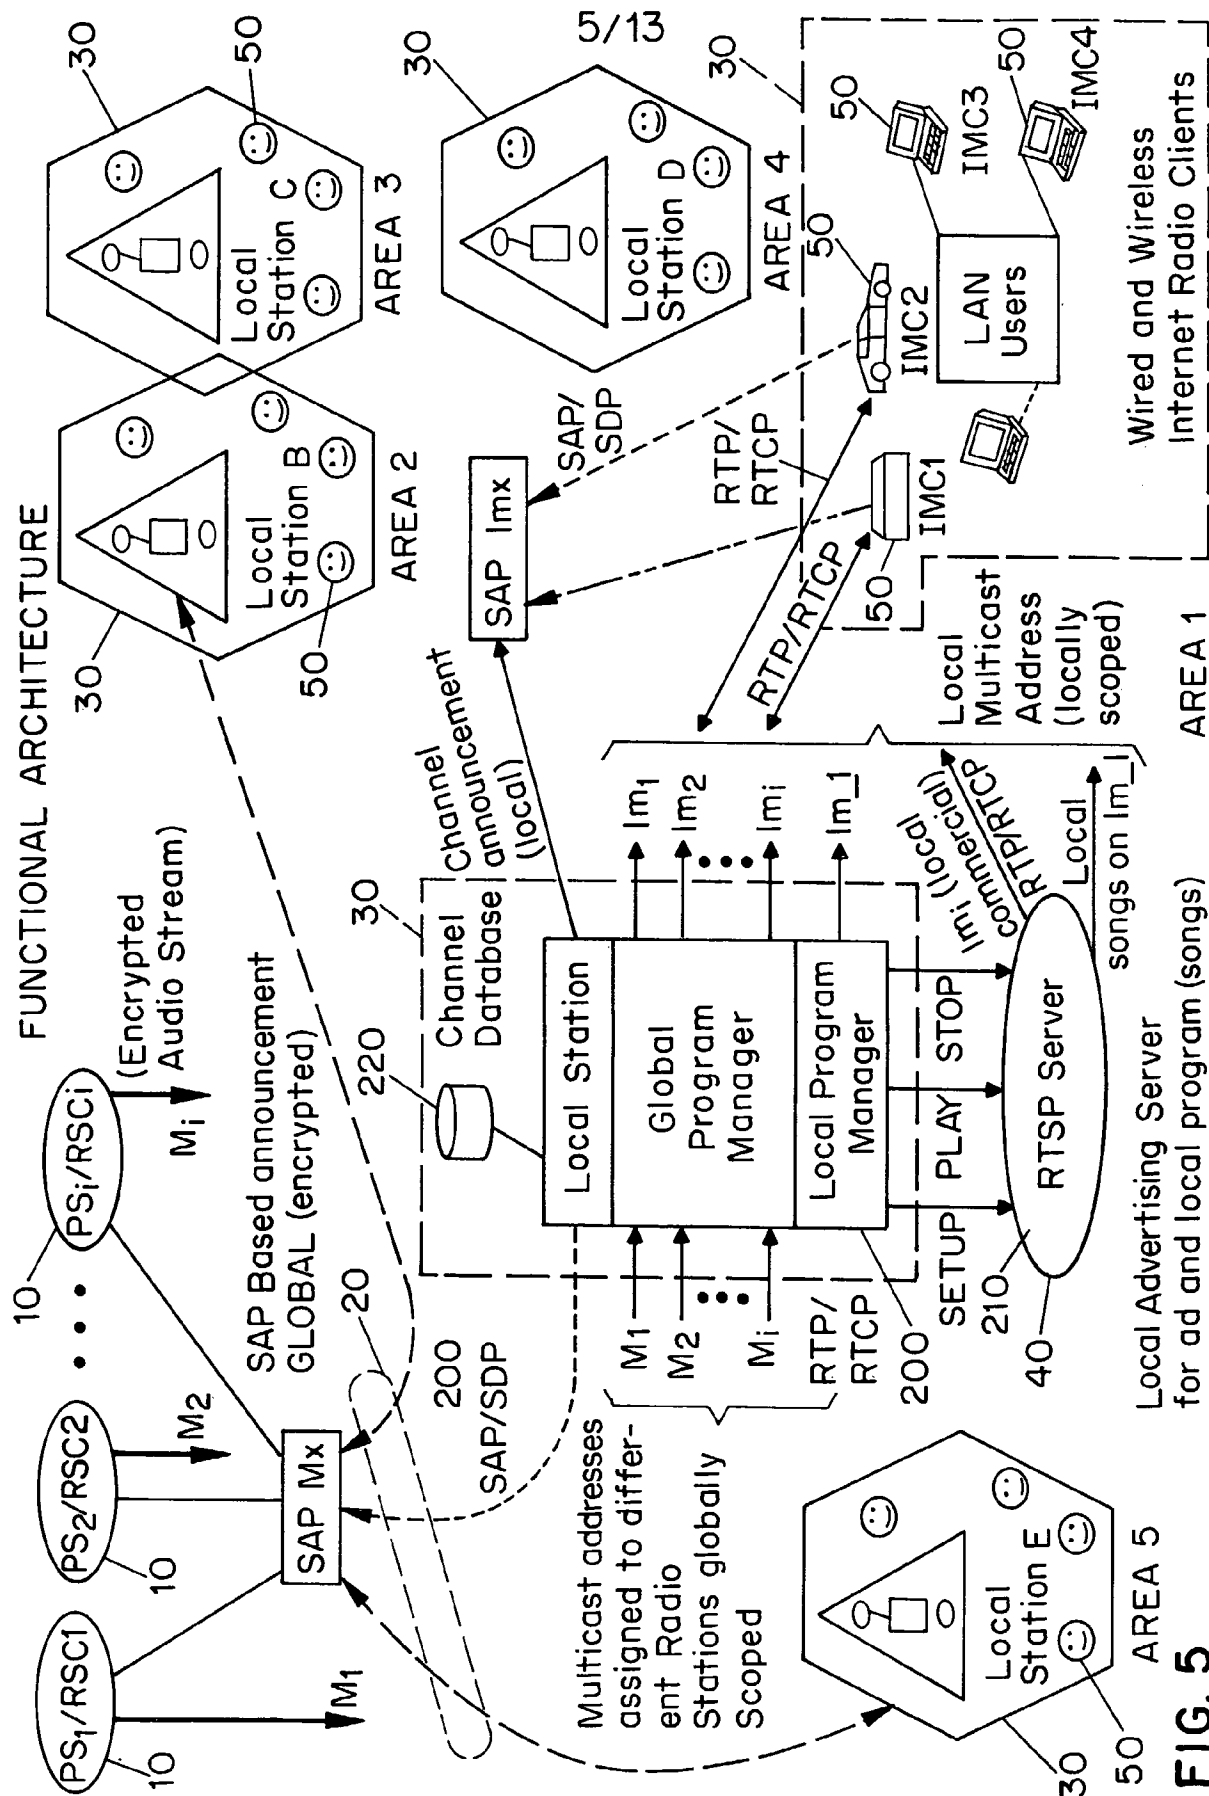 5/13
FUNCTIONAL ARCHITECTURE
PS1/RSC1
10
M1
PS2/RSC2
10
M2
PSi/RSCi
10
Mi
(Encrypted
Audio Stream)
SAP Mx
SAP Based announcement
GLOBAL (encrypted)
20
200
SAP/SDP
30
Local
Station B
50
AREA 2
30
50
Local
Station C
AREA 3
30
Local
Station D
AREA 4
220
Channel
Database
30
Channel
announcement
(local)
SAP lmx
SAP/
SDP
Multicast addresses
assigned to differ-
ent Radio
Stations globally
Scoped
M1
M2
Mi
RTP/
RTCP
200
Local Station
Global
Program
Manager
Local Program
Manager
lm1
lm2
lmi
lm_1
RTP/RTCP
RTP/
RTCP
SETUP
PLAY
STOP
210
40
RTSP Server
lmi (local
commercial)
RTP/RTCP
Local
songs on lm_1
Local
Multicast
Address
(locally
scoped)
Local Advertising Server
for ad and local program (songs)
AREA 1
30
50
IMC1
50
IMC2
50
IMC3
50
IMC4
LAN
Users
Wired and Wireless
Internet Radio Clients
Local
Station E
30
50
AREA 5
FIG. 5